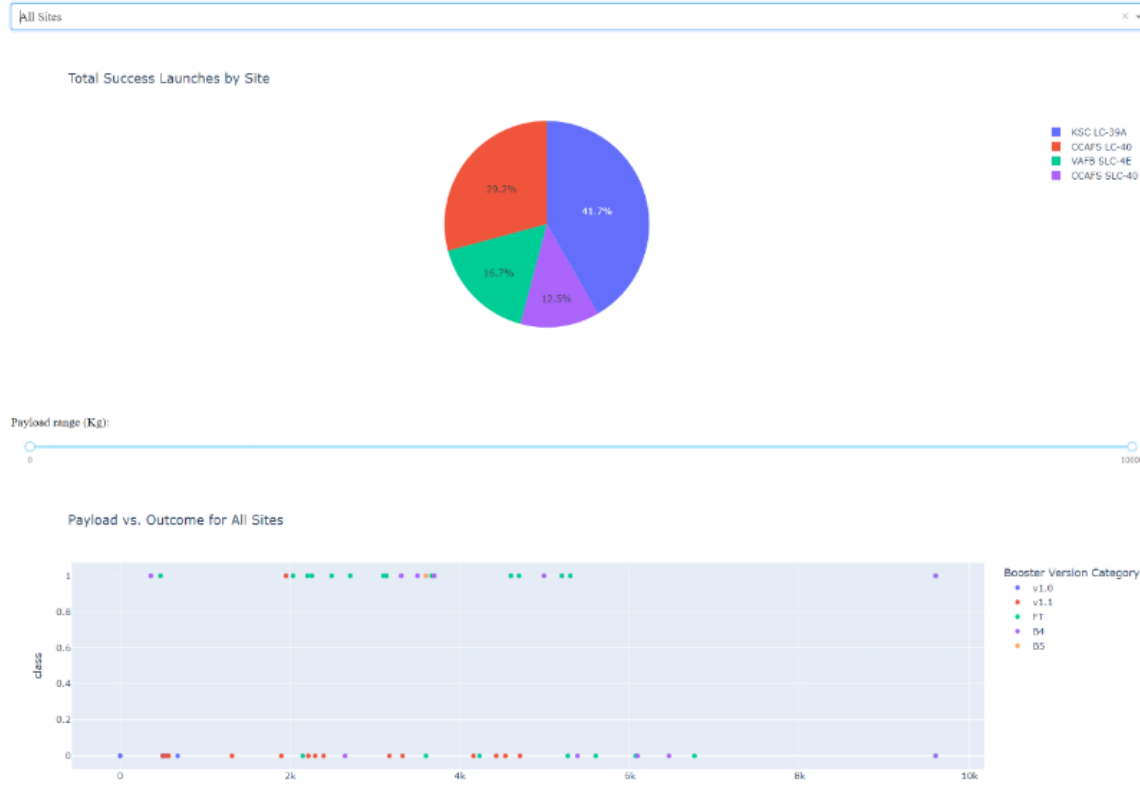 All Sites
Total Success Launches by Site
KSC LC-39A
CCAFS LC-40
VAFB SLC-4E
CCAFS SLC-40
29.2%
41.7%
16.7%
12.5%
Payload range (Kg):
0
1000
Payload vs. Outcome for All Sites
Booster Version Category
v1.0
v1.1
FT
B4
B5
class
1
0.8
0.6
0.4
0.2
0
0 2k 4k 6k 8k 10k